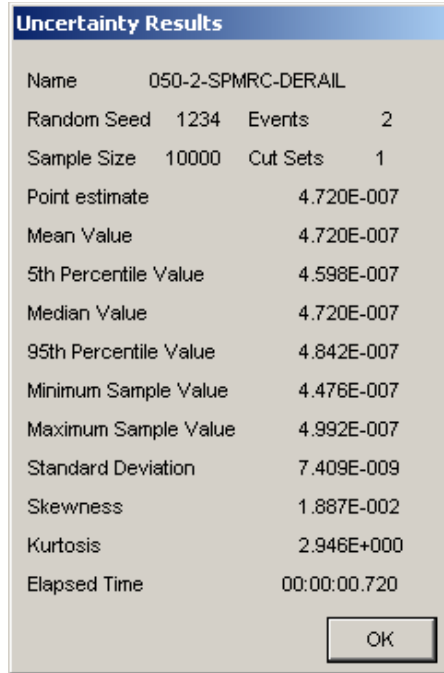 Uncertainty Results
Name 050-2-SPMRC-DERAIL
Random Seed 1234 Events 2
Sample Size 10000 Cut Sets 1
Point estimate 4.720E-007
Mean Value 4.720E-007
5th Percentile Value 4.598E-007
Median Value 4.720E-007
95th Percentile Value 4.842E-007
Minimum Sample Value 4.476E-007
Maximum Sample Value 4.992E-007
Standard Deviation 7.409E-009
Skewness 1.887E-002
Kurtosis 2.946E+000
Elapsed Time 00:00:00.720
OK